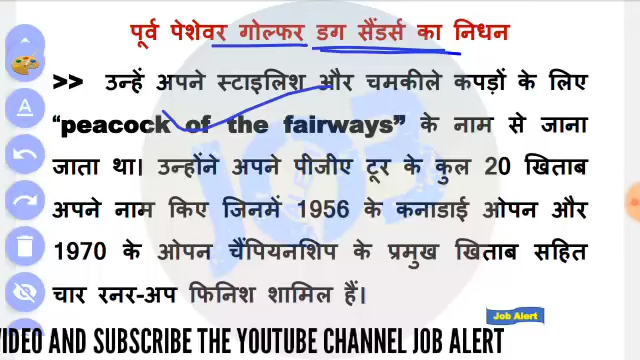 पूर्व पेशेवर गोल्फर डग सैंडर्स का निधन
>> उन्हें अपने स्टाइलिश और चमकीले कपड़ों के लिए
“peacock of the fairways” के नाम से जाना
जाता था। उन्होंने अपने पीजीए टूर के कुल 20 खिताब
अपने नाम किए जिनमें 1956 के कनाडाई ओपन और
1970 के ओपन चैंपियनशिप के प्रमुख खिताब सहित
चार रनर-अप फिनिश शामिल हैं।
Job Alert
VIDEO AND SUBSCRIBE THE YOUTUBE CHANNEL JOB ALERT
JOB